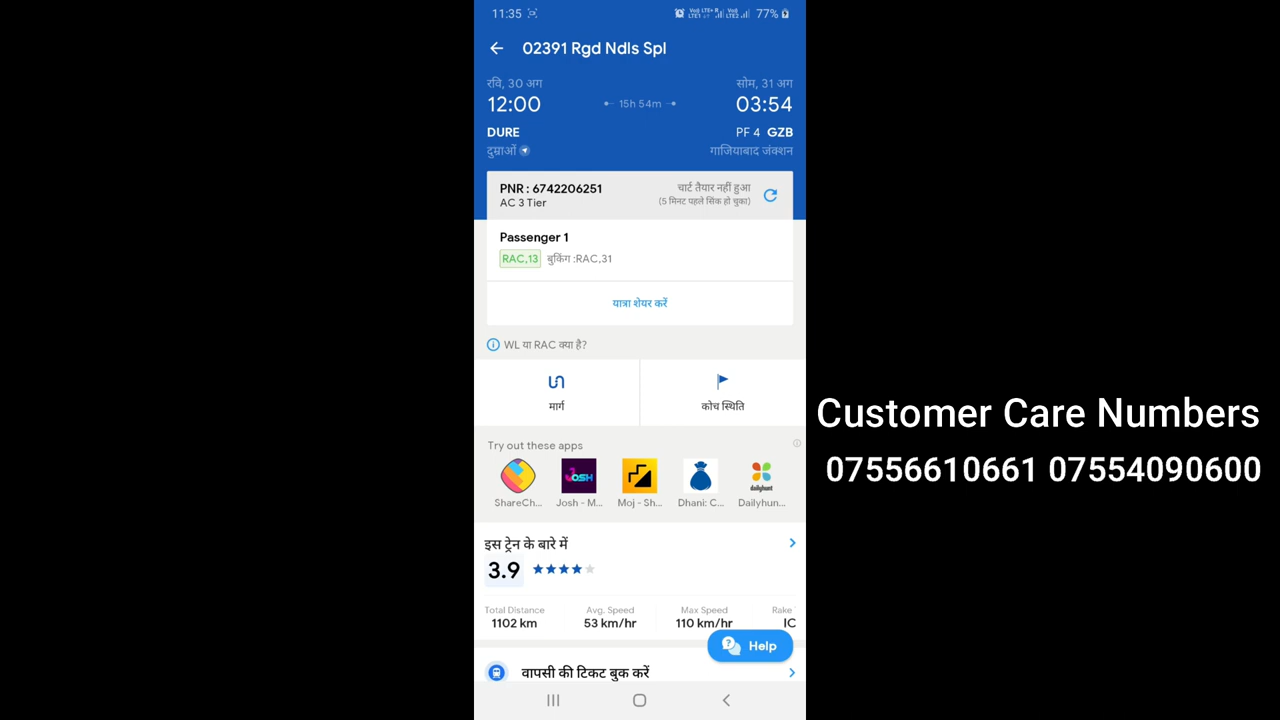 11:35
77%
02391 Rgd Ndls Spl
रवि, 30 अग
सोम, 31 अग
12:00
15h 54m
03:54
DURE
PF 4 GZB
दुम्राओं
गाजियाबाद जंक्शन
PNR : 6742206251
चार्ट तैयार नहीं हुआ
AC 3 Tier
(5 मिनट पहले सिंक हो चुका)
Passenger 1
RAC,13 बुकिंग :RAC,31
यात्रा शेयर करें
WL या RAC क्या है?
मार्ग
कोच स्थिति
Try out these apps
JOSH
dailyhunt
ShareCh...
Josh - M...
Moj - Sh...
Dhani: C...
Dailyhun...
इस ट्रेन के बारे में
3.9
Total Distance
Avg. Speed
Max Speed
Rake
1102 km
53 km/hr
110 km/hr
IC
Help
वापसी की टिकट बुक करें
Customer Care Numbers
07556610661 07554090600